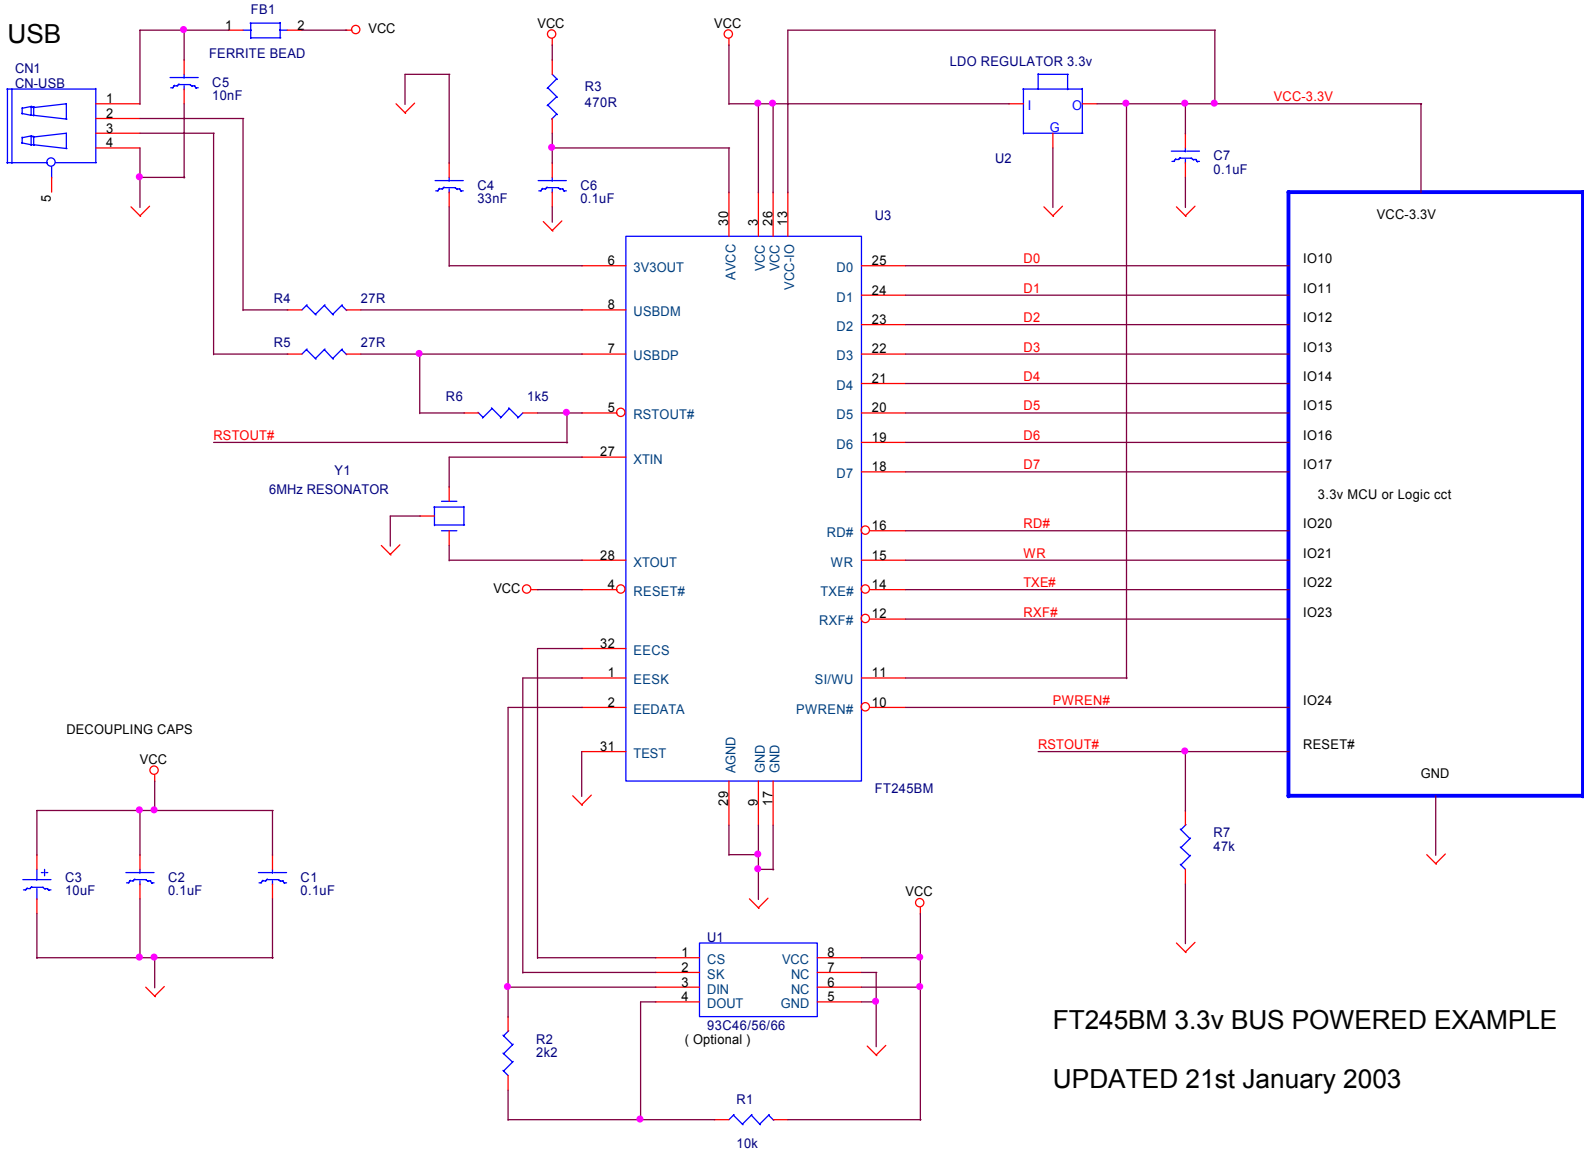 USB
CN1
CN-USB
1
2
3
4
5
FB1
1
2
VCC
FERRITE BEAD
C5
10nF
VCC
R3
470R
C4
33nF
C6
0.1uF
VCC
LDO REGULATOR 3.3v
I
O
G
U2
VCC-3.3V
C7
0.1uF
U3
30
3
26
13
AVCC
VCC
VCC
VCC-IO
6
3V3OUT
R4
27R
8
USBDM
R5
27R
7
USBDP
R6
1k5
5
RSTOUT#
RSTOUT#
27
XTIN
Y1
6MHz RESONATOR
28
XTOUT
VCC
4
RESET#
32
EECS
1
EESK
2
EEDATA
31
TEST
D0
25
D0
D1
24
D1
D2
23
D2
D3
22
D3
D4
21
D4
D5
20
D5
D6
19
D6
D7
18
D7
RD#
16
RD#
WR
15
WR
TXE#
14
TXE#
RXF#
12
RXF#
SI/WU
11
PWREN#
10
PWREN#
RSTOUT#
AGND
GND
GND
29
9
17
FT245BM
VCC-3.3V
IO10
IO11
IO12
IO13
IO14
IO15
IO16
IO17
3.3v MCU or Logic cct
IO20
IO21
IO22
IO23
IO24
RESET#
GND
R7
47k
DECOUPLING CAPS
VCC
+
C3
10uF
C2
0.1uF
C1
0.1uF
VCC
U1
1
CS
2
SK
3
DIN
4
DOUT
VCC
8
NC
7
NC
6
GND
5
93C46/56/66
( Optional )
R2
2k2
R1
10k
FT245BM 3.3v BUS POWERED EXAMPLE
UPDATED 21st January 2003